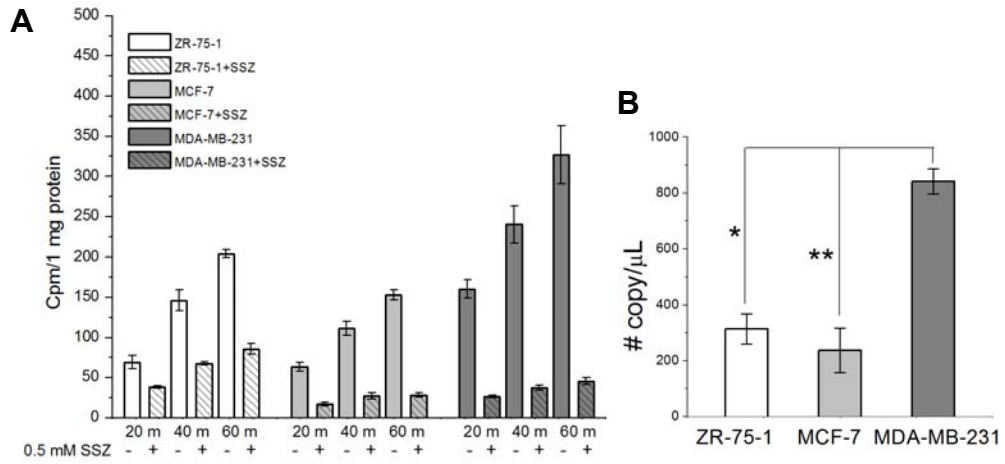 A
500
450
400
350
300
250
200
150
100
50
0
Cpm/1 mg protein
ZR-75-1
ZR-75-1+SSZ
MCF-7
MCF-7+SSZ
MDA-MB-231
MDA-MB-231+SSZ
20 m 40 m 60 m 20 m 40 m 60 m 20 m 40 m 60 m
0.5 mM SSZ - + - + - + - + - + - + - + - + - +
B
1000
800
600
400
200
0
# copy/μL
*
**
ZR-75-1 MCF-7 MDA-MB-231